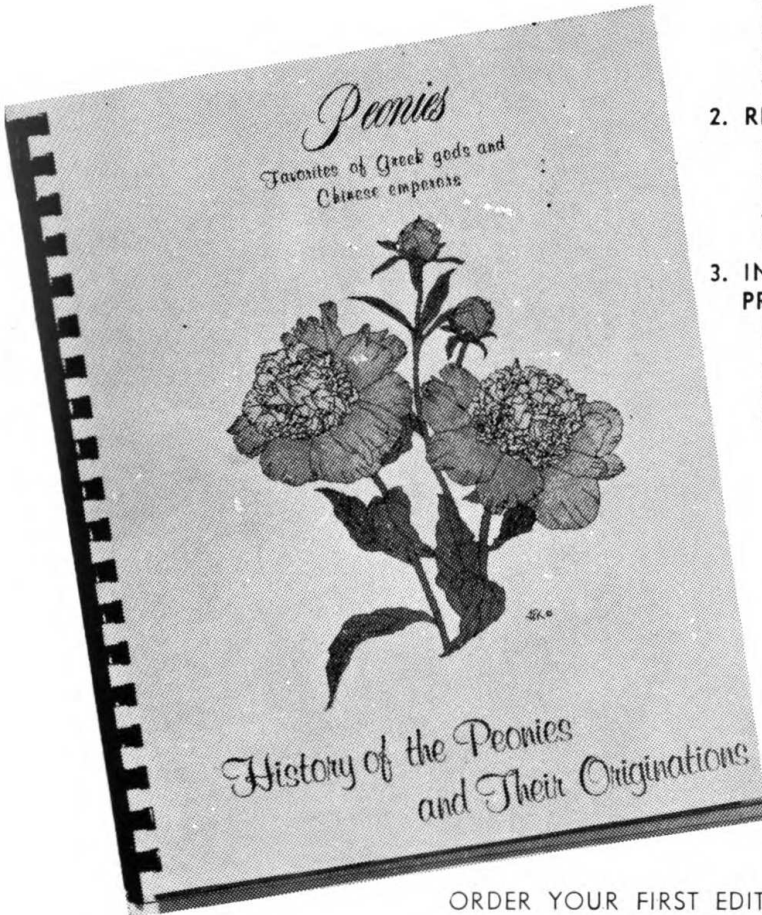 Peonies
Favorites of Greek gods and
Chinese emperors
2. R
3. IN
PR
History of the Peonies
and Their Originations
ORDER YOUR FIRST EDIT